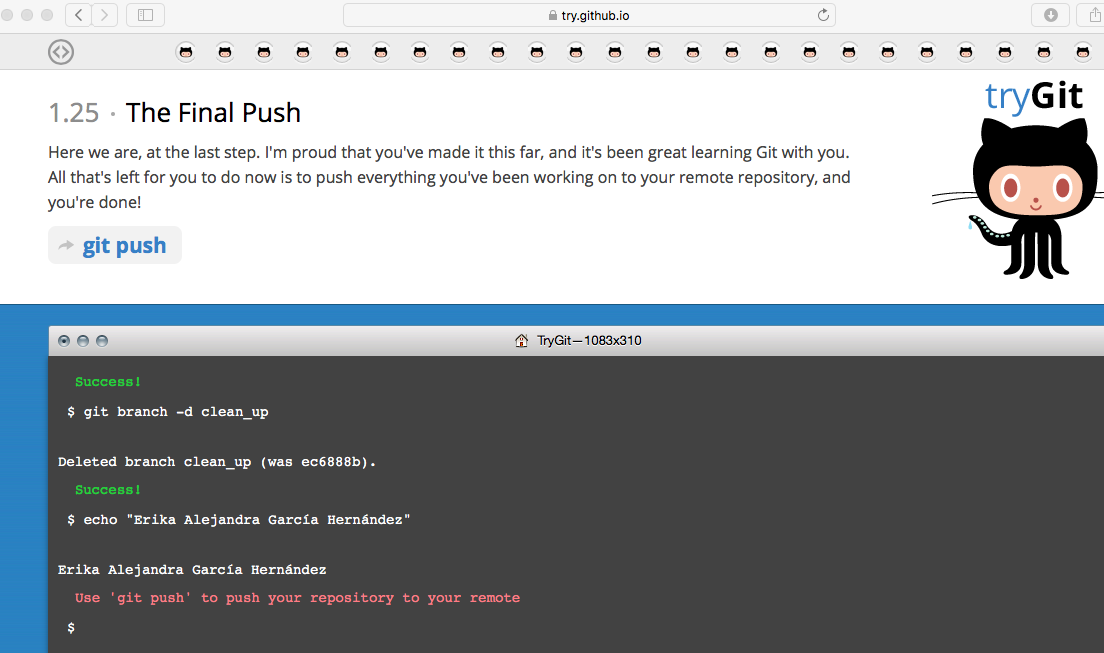 try.github.io
tryGit
1.25 · The Final Push
Here we are, at the last step. I'm proud that you've made it this far, and it's been great learning Git with you.
All that's left for you to do now is to push everything you've been working on to your remote repository, and
you're done!
git push
TryGit—1083x310
Success!
$ git branch -d clean_up
Deleted branch clean_up (was ec6888b).
Success!
$ echo "Erika Alejandra García Hernández"
Erika Alejandra García Hernández
Use 'git push' to push your repository to your remote
$